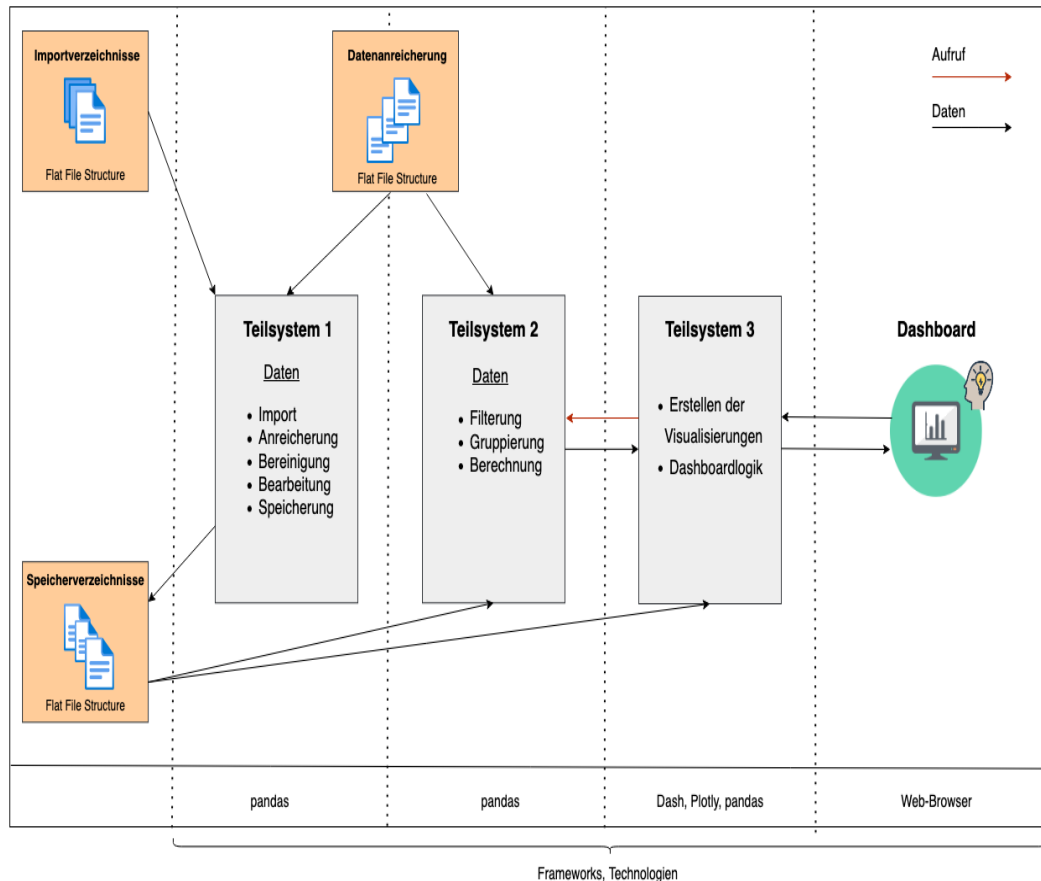 Importverzeichnisse
Flat File Structure
Datenanreicherung
Flat File Structure
Aufruf
Daten
Teilsystem 1
Daten
• Import
• Anreicherung
• Bereinigung
• Bearbeitung
• Speicherung
Teilsystem 2
Daten
• Filterung
• Gruppierung
• Berechnung
Teilsystem 3
• Erstellen der
Visualisierungen
• Dashboardlogik
Dashboard
Speicherverzeichnisse
Flat File Structure
pandas
pandas
Dash, Plotly, pandas
Web-Browser
Frameworks, Technologien